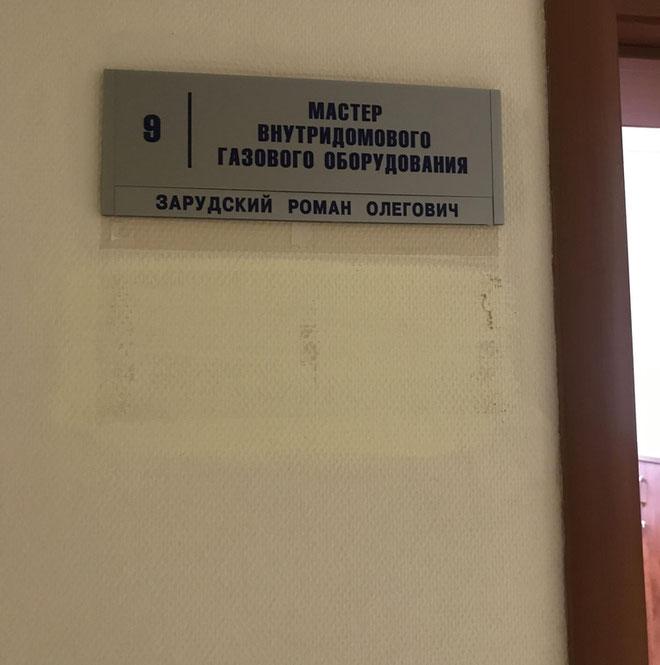 9
МАСТЕР
ВНУТРИДОМОВОГО
ГАЗОВОГО ОБОРУДОВАНИЯ
ЗАРУДСКИЙ РОМАН ОЛЕГОВИЧ